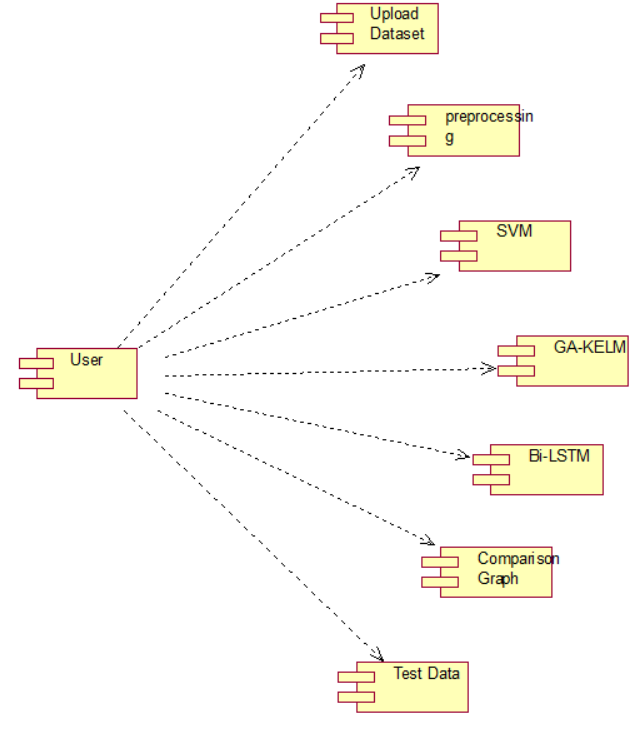 Upload
Dataset
preprocessin
g
SVM
GA-KELM
User
Bi-LSTM
Comparison
Graph
Test Data